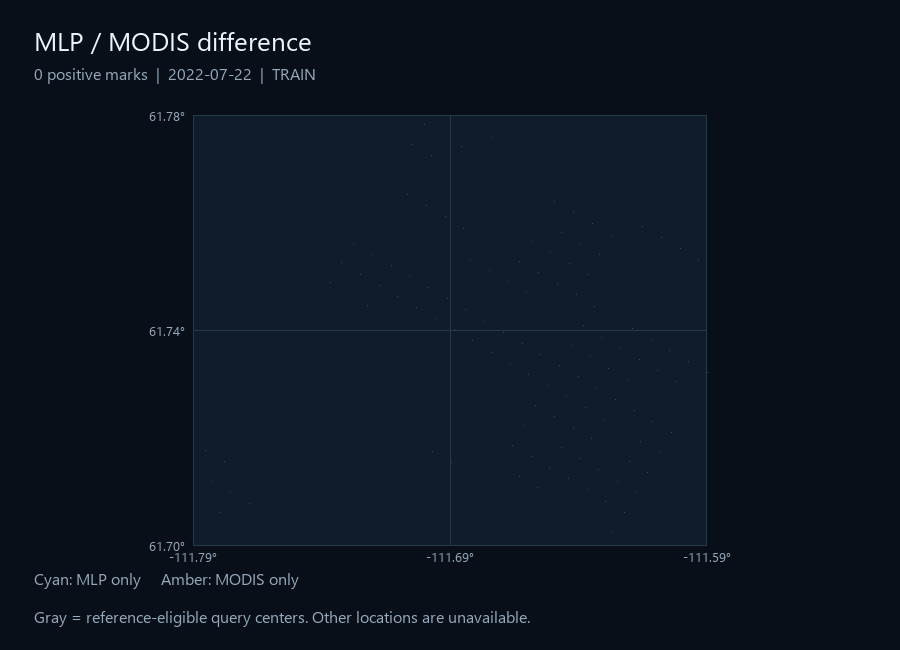 MLP / MODIS difference
0 positive marks | 2022-07-22 | TRAIN
61.78°
61.74°
61.70°
-111.79° -111.69° -111.59°
Cyan: MLP only Amber: MODIS only
Gray = reference-eligible query centers. Other locations are unavailable.